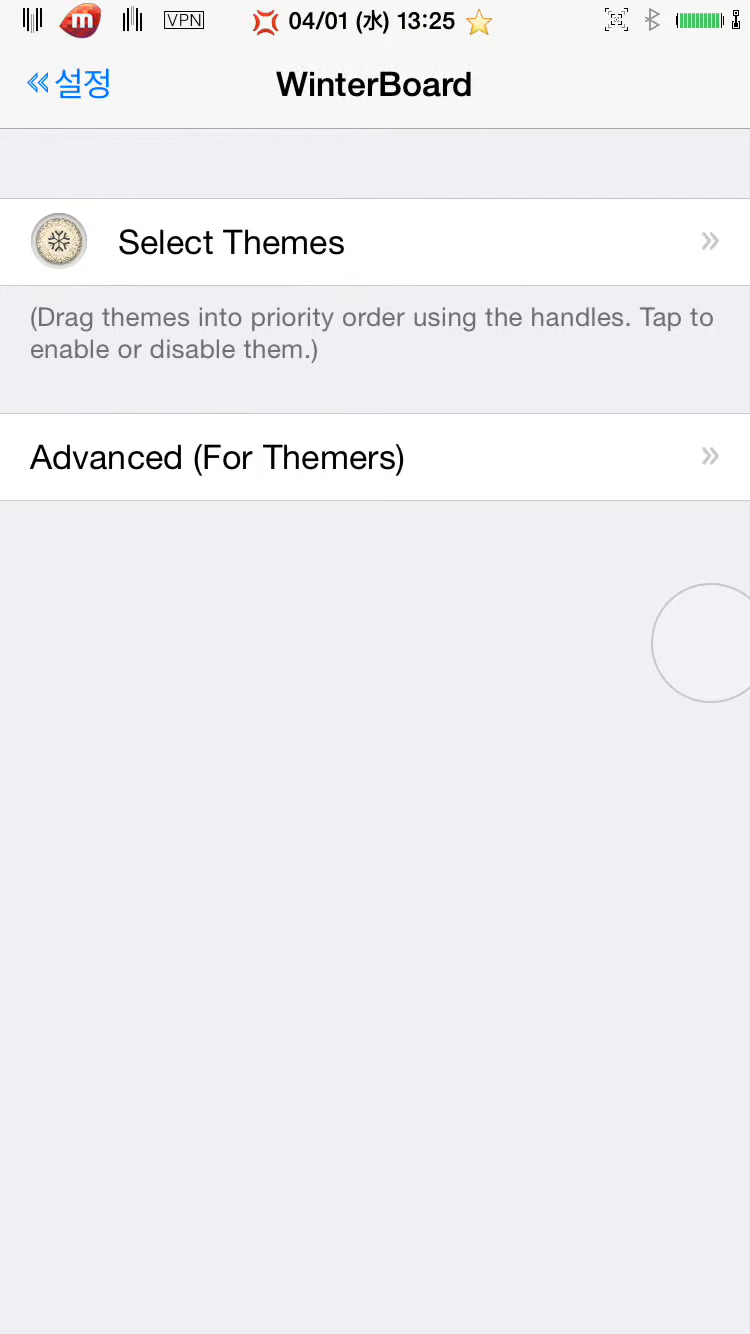 m VPN 04/01 (水) 13:25
설정 WinterBoard
Select Themes
(Drag themes into priority order using the handles. Tap to
enable or disable them.)
Advanced (For Themers)